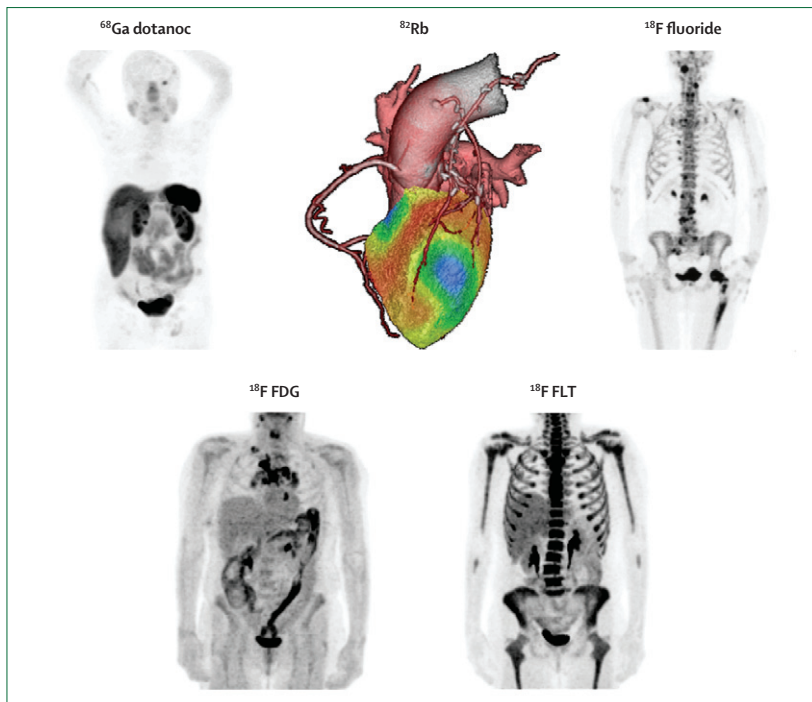 ⁶⁸Ga dotanoc
⁸²Rb
¹⁸F fluoride
¹⁸F FDG
¹⁸F FLT